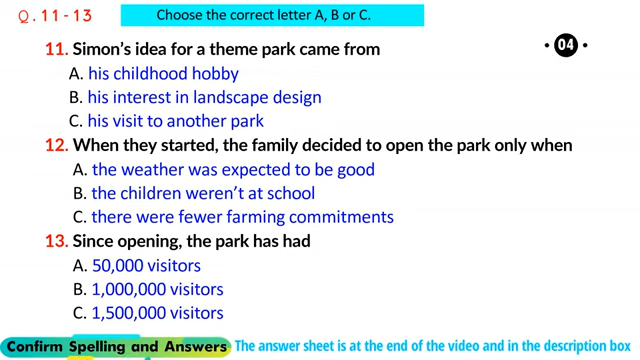 Q.11-13
Choose the correct letter A, B or C.
11. Simon's idea for a theme park came from
04
A. his childhood hobby
B. his interest in landscape design
C. his visit to another park
12. When they started, the family decided to open the park only when
A. the weather was expected to be good
B. the children weren't at school
C. there were fewer farming commitments
13. Since opening, the park has had
A. 50,000 visitors
B. 1,000,000 visitors
C. 1,500,000 visitors
Confirm Spelling and Answers The answer sheet is at the end of the video and in the description box